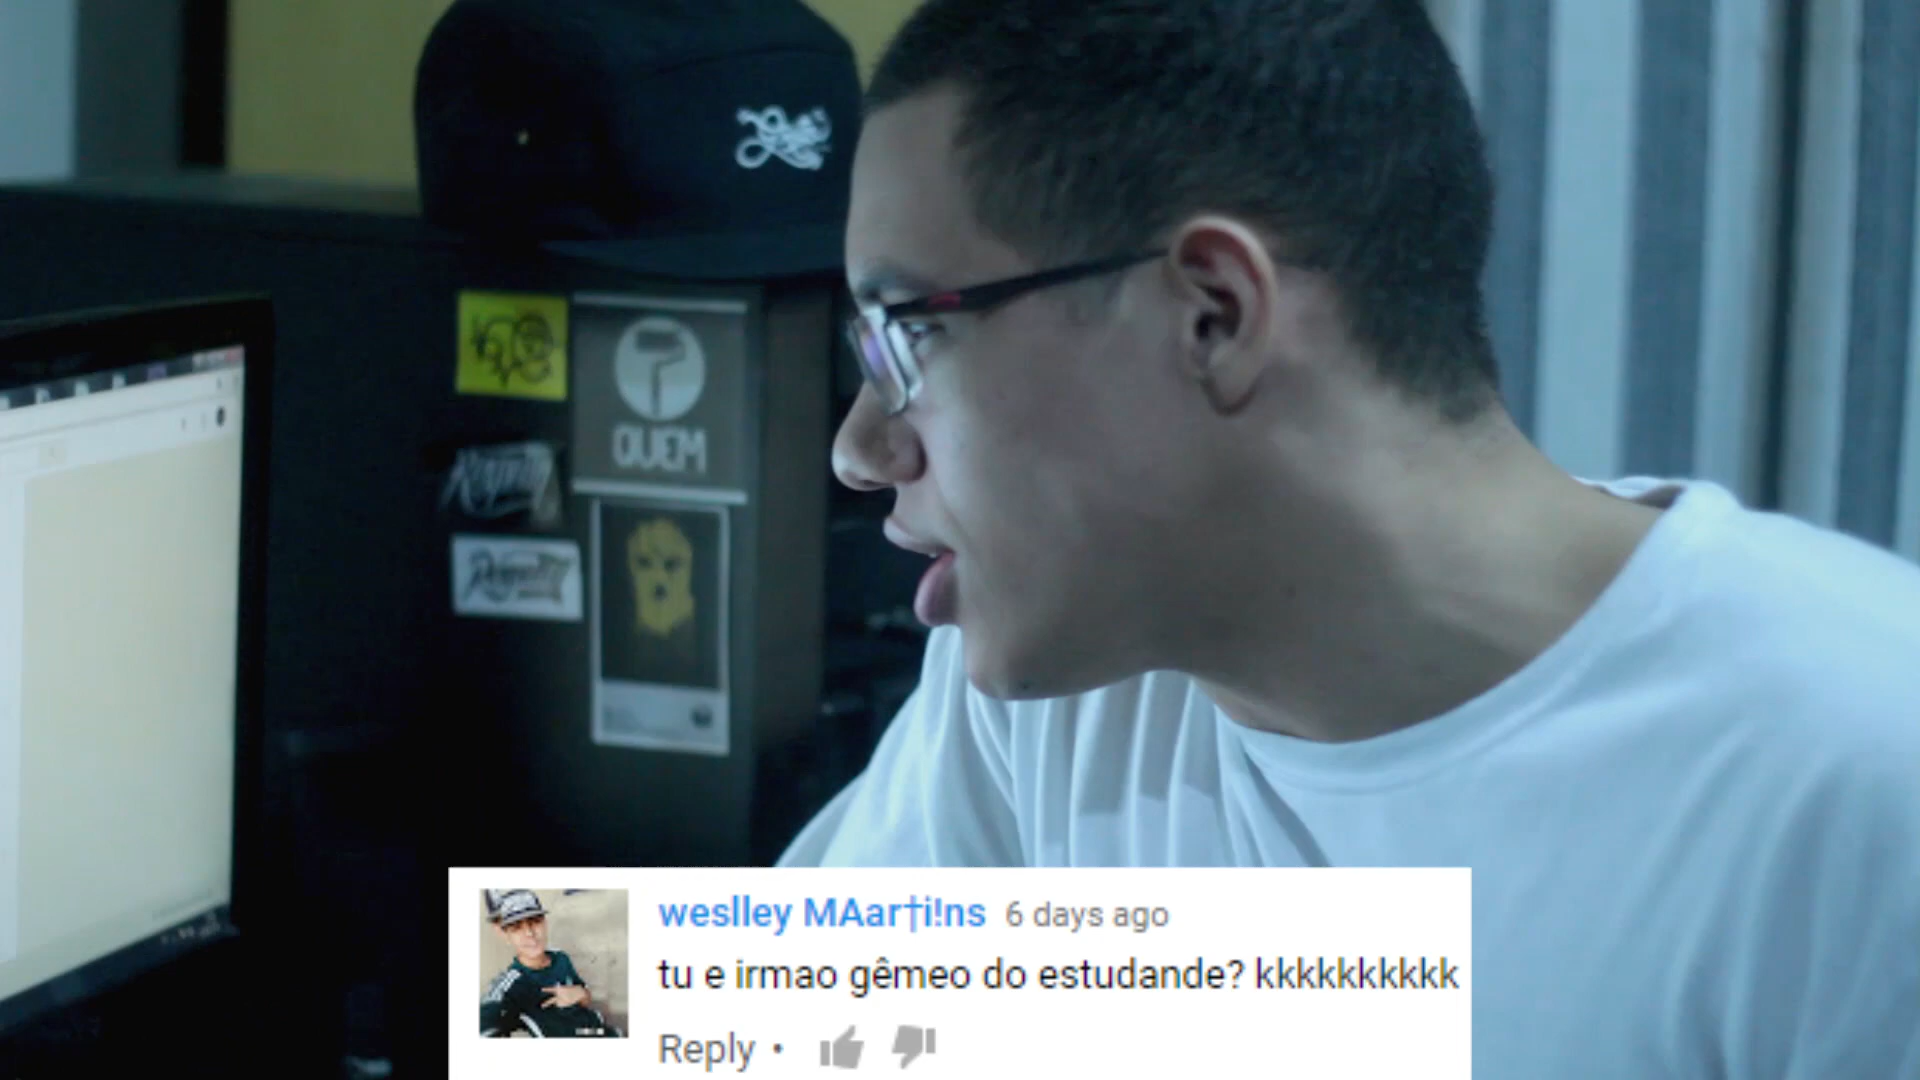 QUEM
weslley MAar†i!ns 6 days ago
tu e irmao gêmeo do estudande? kkkkkkkkkk
Reply •